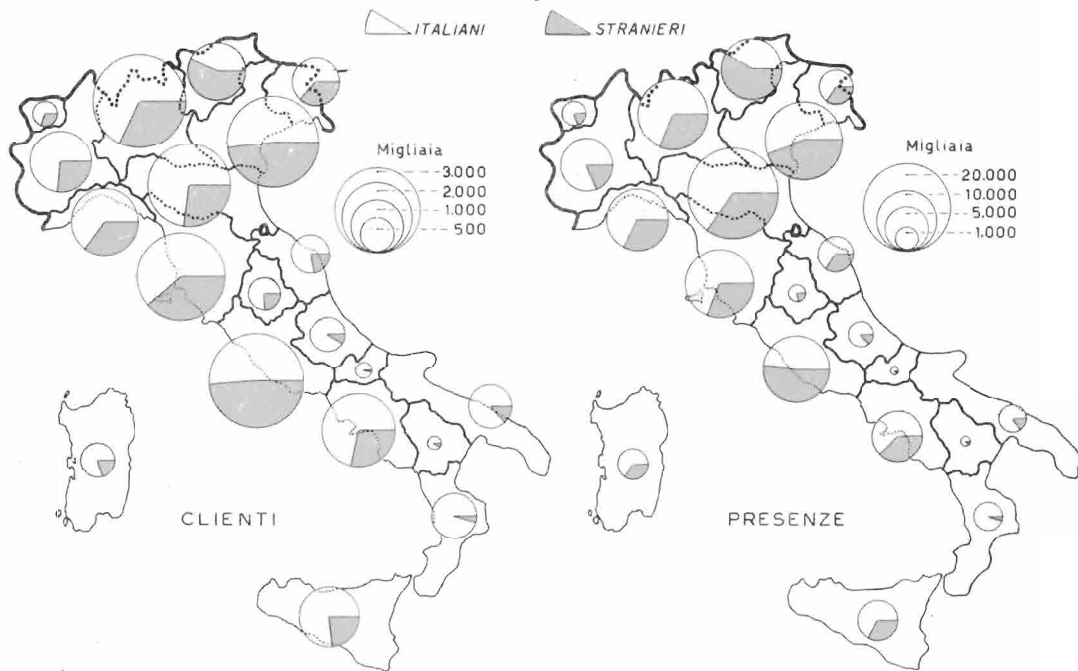 ITALIANI STRANIERI
Migliaia
3.000
2.000
1.000
500
Migliaia
20.000
10.000
5.000
1.000
CLIENTI
PRESENZE